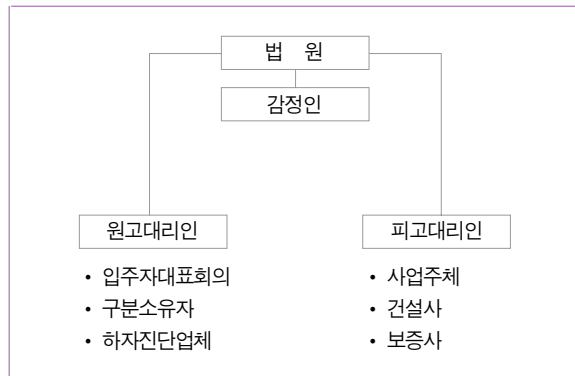 법 원
감정인
원고대리인
피고대리인
• 입주자대표회의
• 구분소유자
• 하자진단업체
• 사업주체
• 건설사
• 보증사